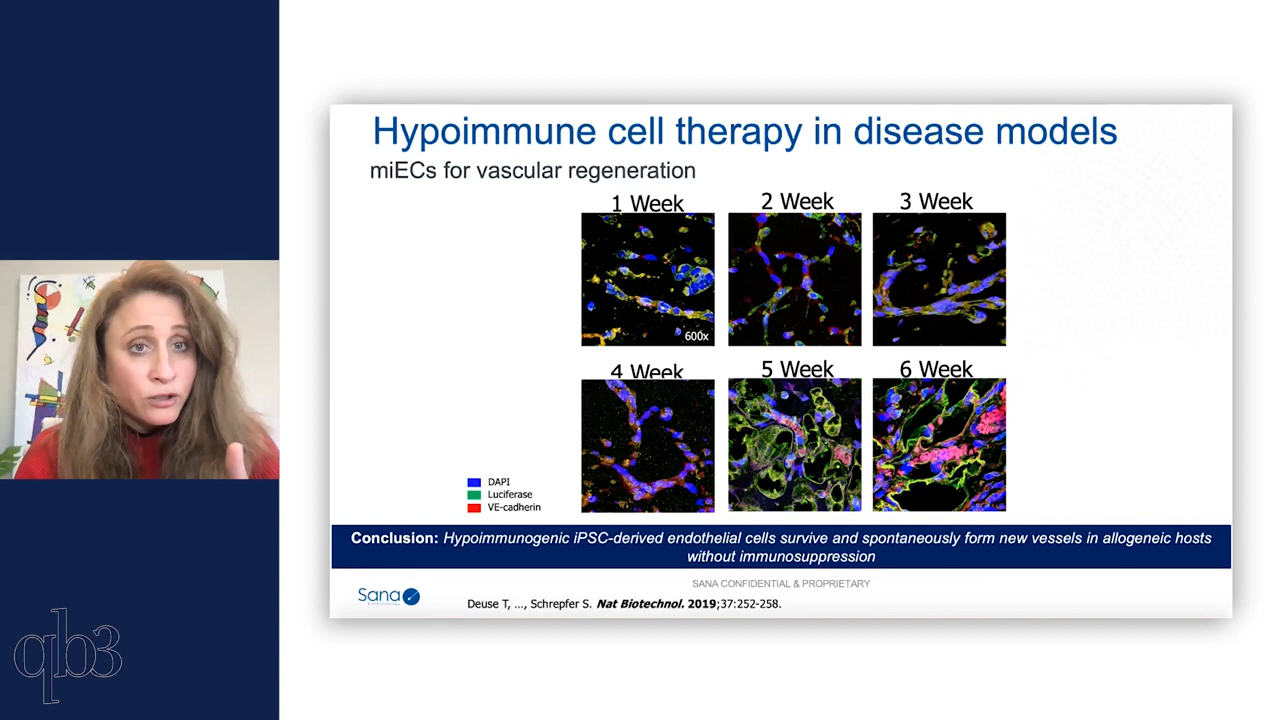 Hypoimmune cell therapy in disease models
miECs for vascular regeneration
1 Week
2 Week
3 Week
600x
4 Week
5 Week
6 Week
DAPI
Luciferase
VE-cadherin
Conclusion: Hypoimmunogenic iPSC-derived endothelial cells survive and spontaneously form new vessels in allogeneic hosts
without immunosuppression
SANA CONFIDENTIAL & PROPRIETARY
Sana
Biotechnology
Deuse T, ..., Schrepfer S. Nat Biotechnol. 2019;37:252-258.
qb3